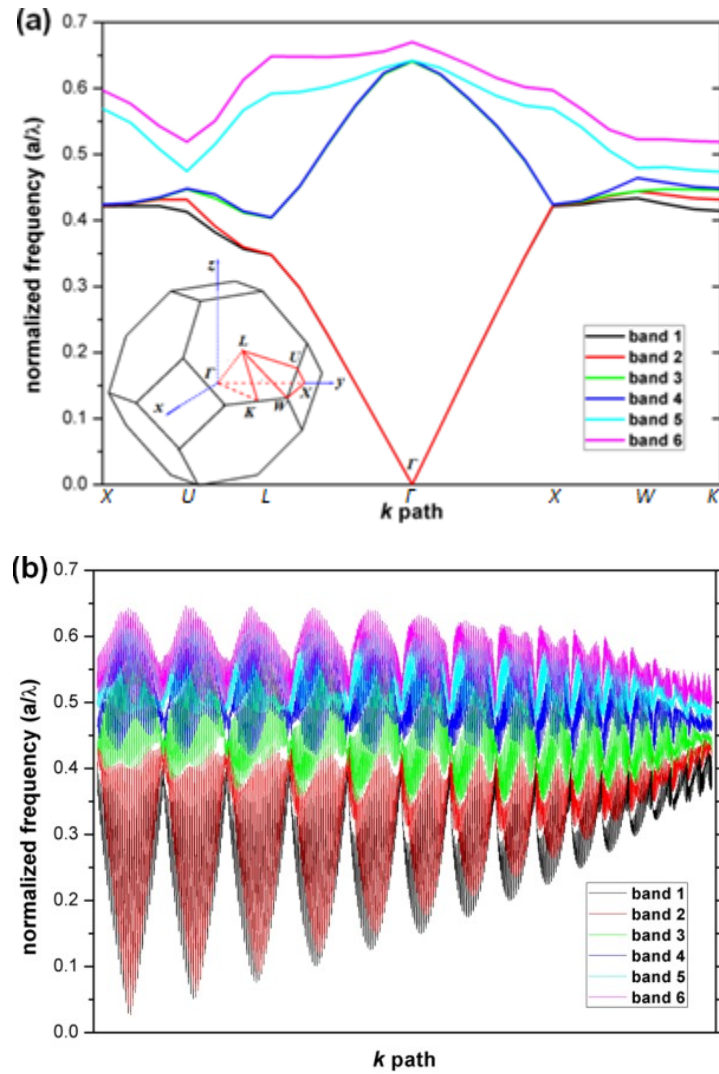 (a)
normalized frequency (a/λ)
0.7
0.6
0.5
0.4
0.3
0.2
0.1
0.0
z
L
U
Γ
y
X
x
K
W
Γ
band 1
band 2
band 3
band 4
band 5
band 6
X U L Γ X W K
k path
(b)
normalized frequency (a/λ)
0.7
0.6
0.5
0.4
0.3
0.2
0.1
0.0
band 1
band 2
band 3
band 4
band 5
band 6
k path